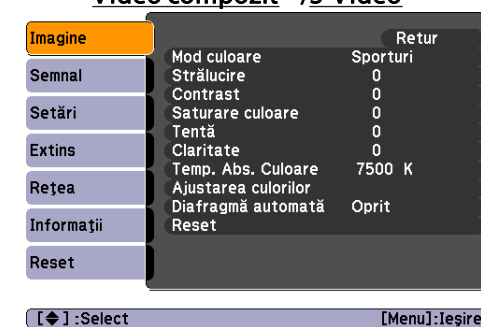 Video compozit /S-Video
Imagine
Retur
Mod culoare Sporturi
Semnal
Strălucire 0
Contrast 0
Setări
Saturare culoare 0
Tentă 0
Extins
Claritate 0
Temp. Abs. Culoare 7500 K
Rețea
Ajustarea culorilor
Diafragmă automată Oprit
Informații
Reset
Reset
[◆] :Select [Menu]:Ieșire